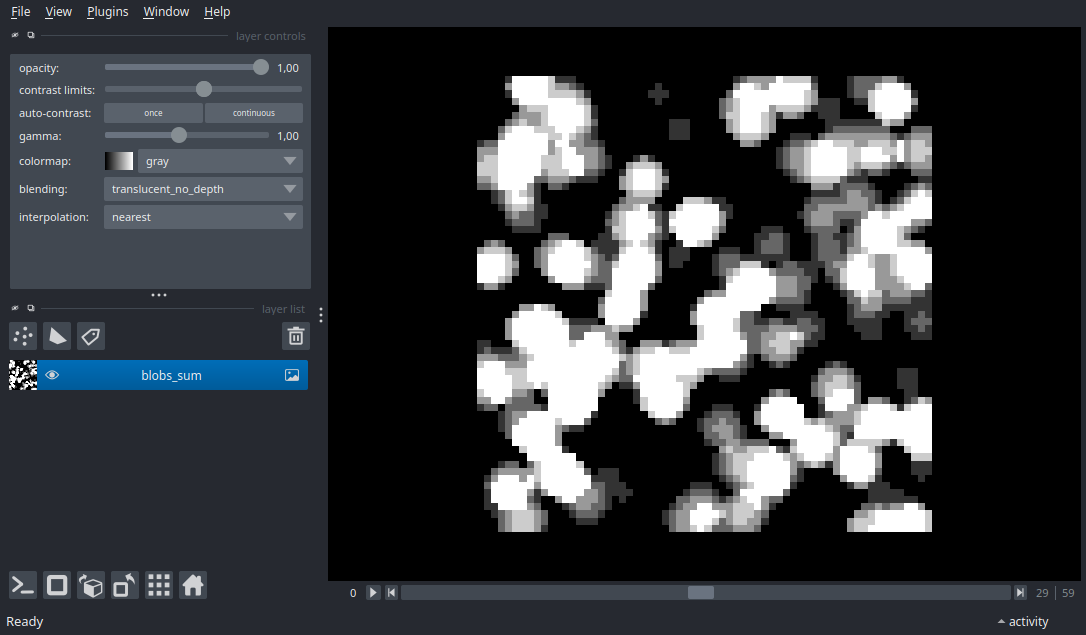 File View Plugins Window Help
layer controls
opacity: 1,00
contrast limits:
auto-contrast: once continuous
gamma: 1,00
colormap: gray
blending: translucent_no_depth
interpolation: nearest
layer list
blobs_sum
0 29 59
Ready activity